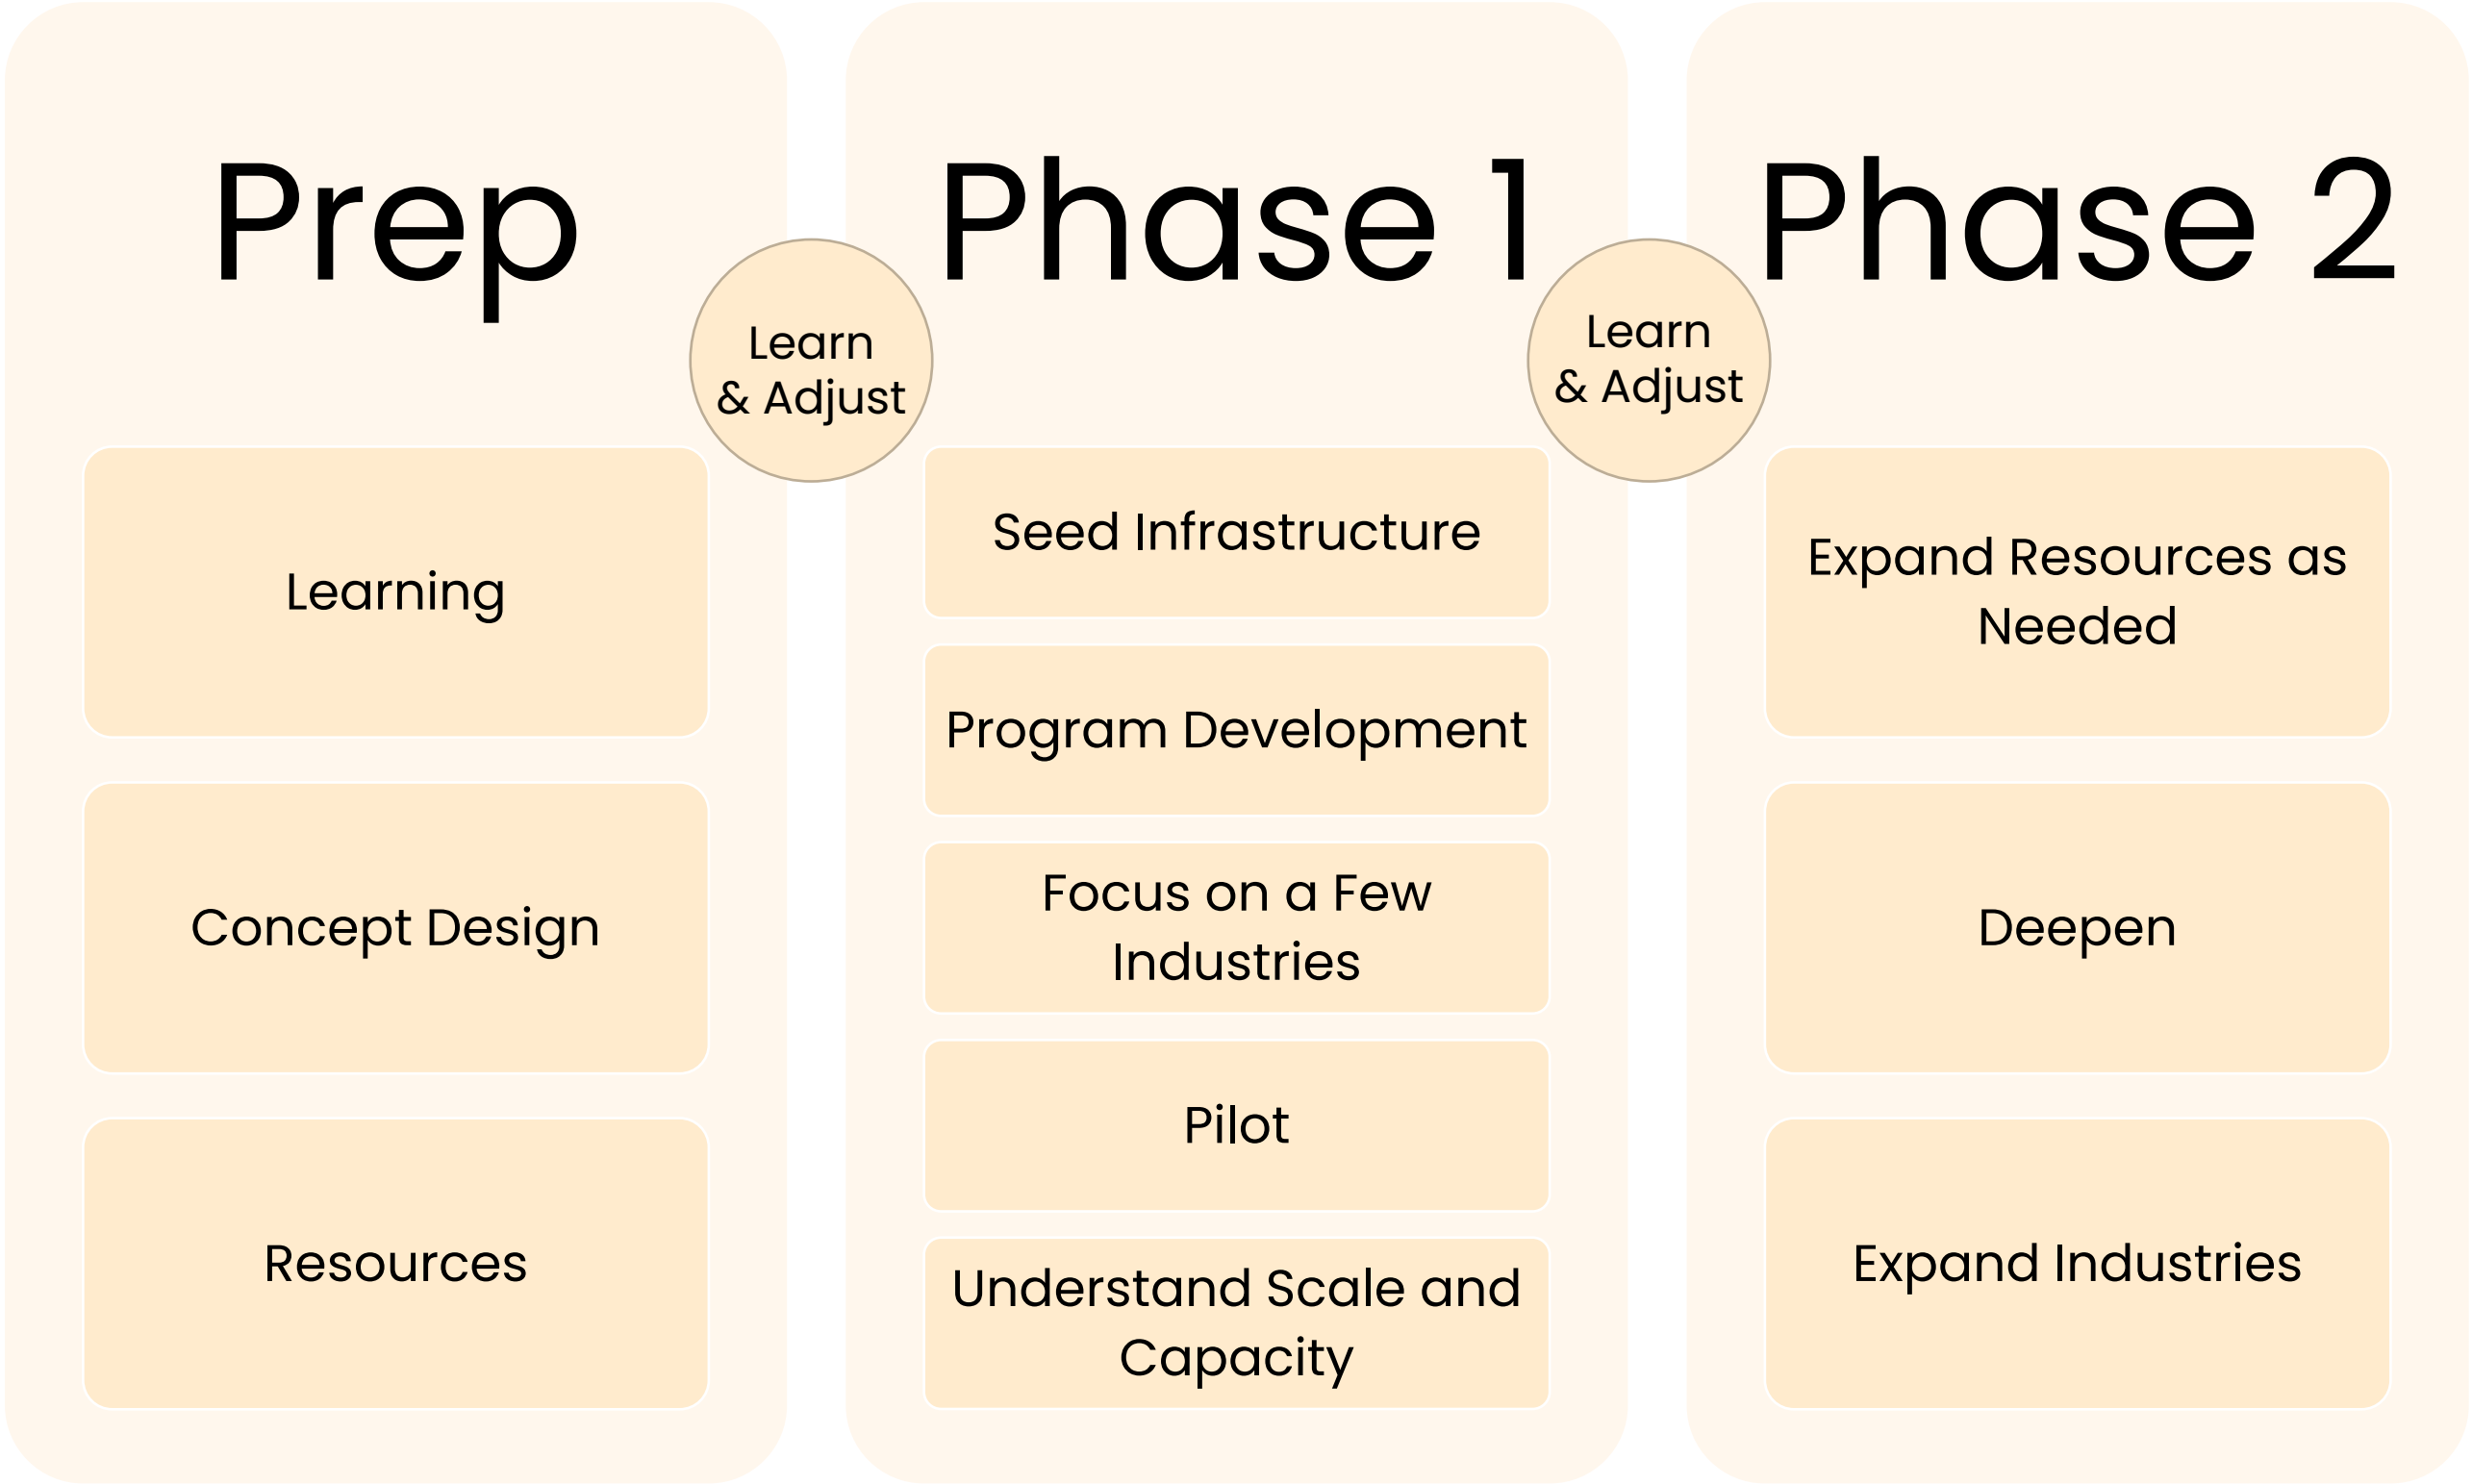 Prep
Learning
Concept Design
Resources
Learn
& Adjust
Phase 1
Seed Infrastructure
Program Development
Focus on a Few
Industries
Pilot
Understand Scale and
Capacity
Learn
& Adjust
Phase 2
Expand Resources as
Needed
Deepen
Expand Industries